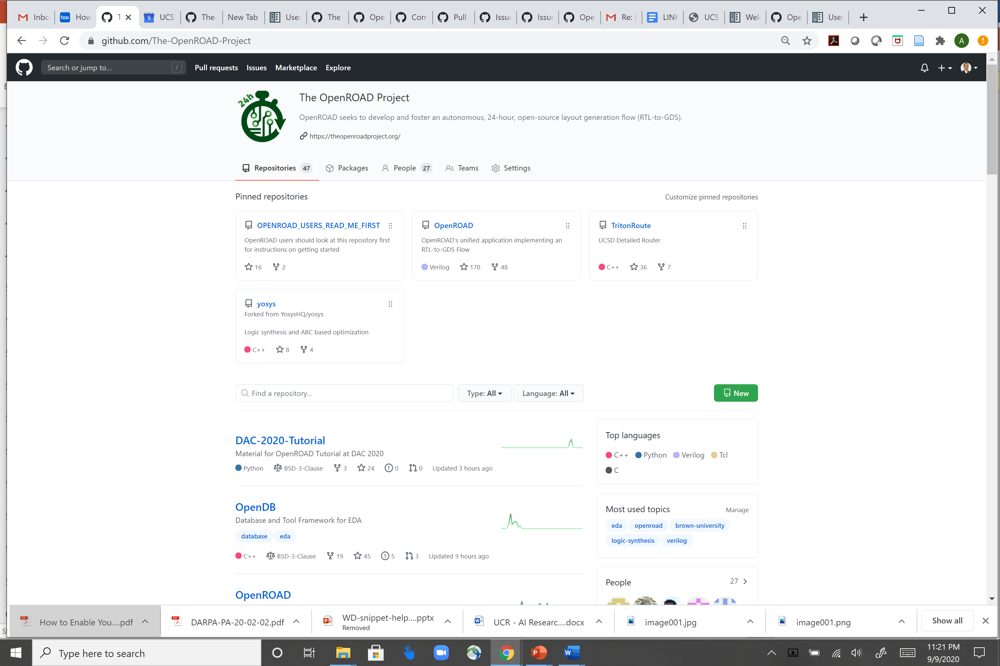 Inbo
How
T
9 UCS
The-
New Tab
User
The
Ope
Com
Pull
Issue
Issue
Ope
Re: [
LINK
UCS
Welc
Ope
User
github.com/The-OpenROAD-Project
A
Search or jump to... /
Pull requests Issues Marketplace Explore
24h
The OpenROAD Project
OpenROAD seeks to develop and foster an autonomous, 24-hour, open-source layout generation flow (RTL-to-GDS).
https://theopenroadproject.org/
Repositories 47 Packages People 27 Teams Settings
Pinned repositories Customize pinned repositories
OPENROAD_USERS_READ_ME_FIRST
OpenROAD users should look at this repository first
for instructions on getting started
16 2
OpenROAD
OpenROAD's unified application implementing an
RTL-to-GDS Flow
Verilog 170 48
TritonRoute
UCSD Detailed Router
C++ 36 7
yosys
Forked from YosysHQ/yosys
Logic synthesis and ABC based optimization
C++ 8 4
Find a repository... Type: All Language: All New
DAC-2020-Tutorial
Material for OpenROAD Tutorial at DAC 2020
Python BSD-3-Clause 3 24 0 0 Updated 3 hours ago
OpenDB
Database and Tool Framework for EDA
database eda
C++ BSD-3-Clause 19 45 5 3 Updated 9 hours ago
OpenROAD
Top languages
C++ Python Verilog Tcl
C
Most used topics Manage
eda openroad brown-university
logic-synthesis verilog
People 27
How to Enable You....pdf
DARPA-PA-20-02-02.pdf
WD-snippet-help....pptx
Removed
UCR - AI Researc....docx
image001.jpg
image001.png
Show all
Type here to search
11:21 PM
9/9/2020